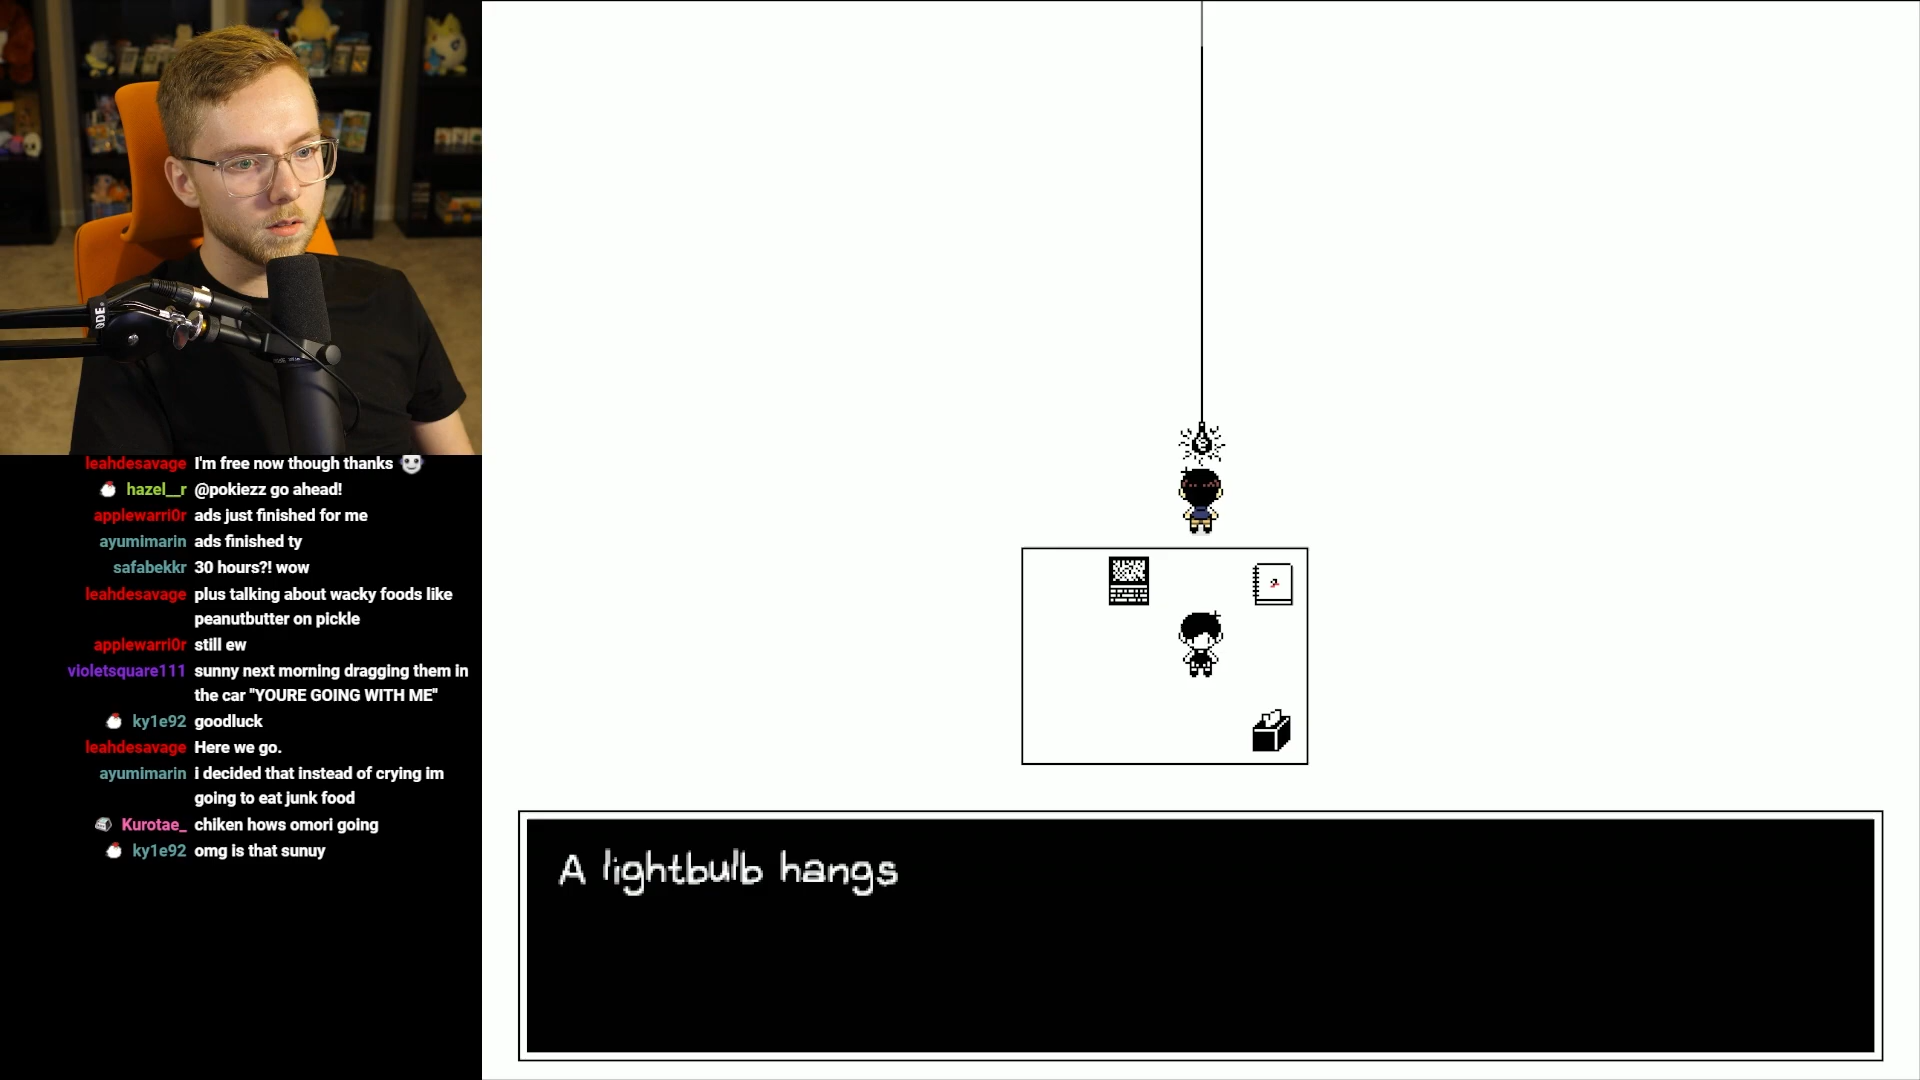 leahdesavage I'm free now though thanks
hazel__r @pokiezz go ahead!
applewarri0r ads just finished for me
ayumimarin ads finished ty
safabekkr 30 hours?! wow
leahdesavage plus talking about wacky foods like
peanutbutter on pickle
applewarri0r still ew
violetsquare111 sunny next morning dragging them in
the car "YOURE GOING WITH ME"
ky1e92 goodluck
leahdesavage Here we go.
ayumimarin i decided that instead of crying im
going to eat junk food
Kurotae_ chiken hows omori going
ky1e92 omg is that sunuy
A lightbulb hangs